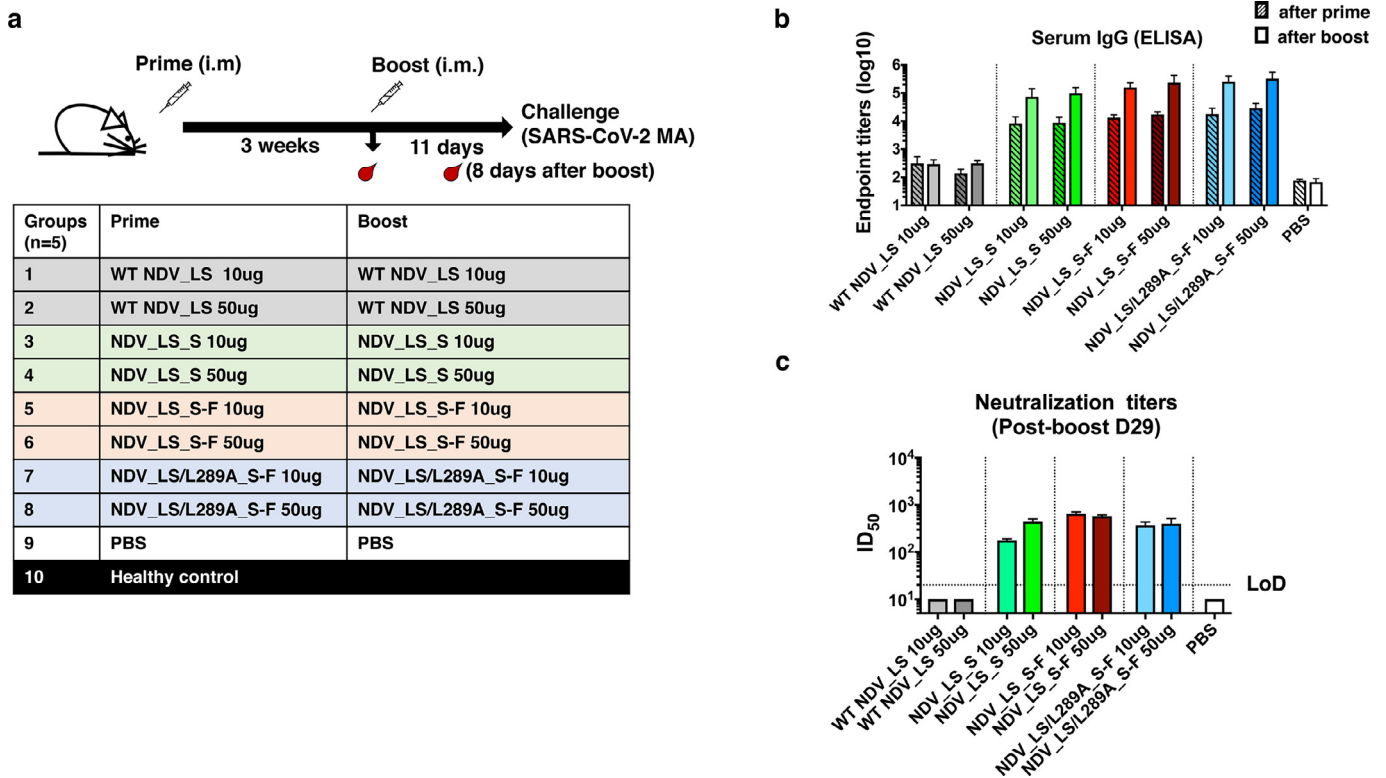 a
Prime (i.m)
Boost (i.m.)
Challenge
(SARS-CoV-2 MA)
3 weeks
11 days
(8 days after boost)
Groups (n=5) Prime Boost
1 WT NDV_LS 10ug WT NDV_LS 10ug
2 WT NDV_LS 50ug WT NDV_LS 50ug
3 NDV_LS_S 10ug NDV_LS_S 10ug
4 NDV_LS_S 50ug NDV_LS_S 50ug
5 NDV_LS_S-F 10ug NDV_LS_S-F 10ug
6 NDV_LS_S-F 50ug NDV_LS_S-F 50ug
7 NDV_LS/L289A_S-F 10ug NDV_LS/L289A_S-F 10ug
8 NDV_LS/L289A_S-F 50ug NDV_LS/L289A_S-F 50ug
9 PBS PBS
10 Healthy control
b
after prime
after boost
Serum IgG (ELISA)
Endpoint titers (log10)
6
5
4
3
2
1
WT NDV_LS 10ug
WT NDV_LS 50ug
NDV_LS_S 10ug
NDV_LS_S 50ug
NDV_LS_S-F 10ug
NDV_LS_S-F 50ug
NDV_LS/L289A_S-F 10ug
NDV_LS/L289A_S-F 50ug
PBS
c
Neutralization titers
(Post-boost D29)
ID50
10^4
10^3
10^2
10^1
LoD
WT NDV_LS 10ug
WT NDV_LS 50ug
NDV_LS_S 10ug
NDV_LS_S 50ug
NDV_LS_S-F 10ug
NDV_LS_S-F 50ug
NDV_LS/L289A_S-F 10ug
NDV_LS/L289A_S-F 50ug
PBS